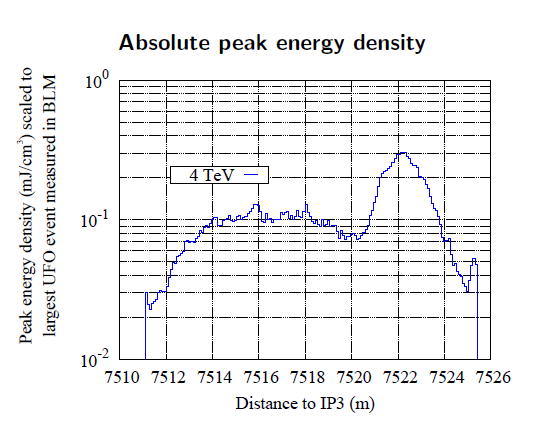 Absolute peak energy density
Peak energy density (mJ/cm³) scaled to
largest UFO event measured in BLM
10⁰
10⁻¹
10⁻²
4 TeV
7510 7512 7514 7516 7518 7520 7522 7524 7526
Distance to IP3 (m)